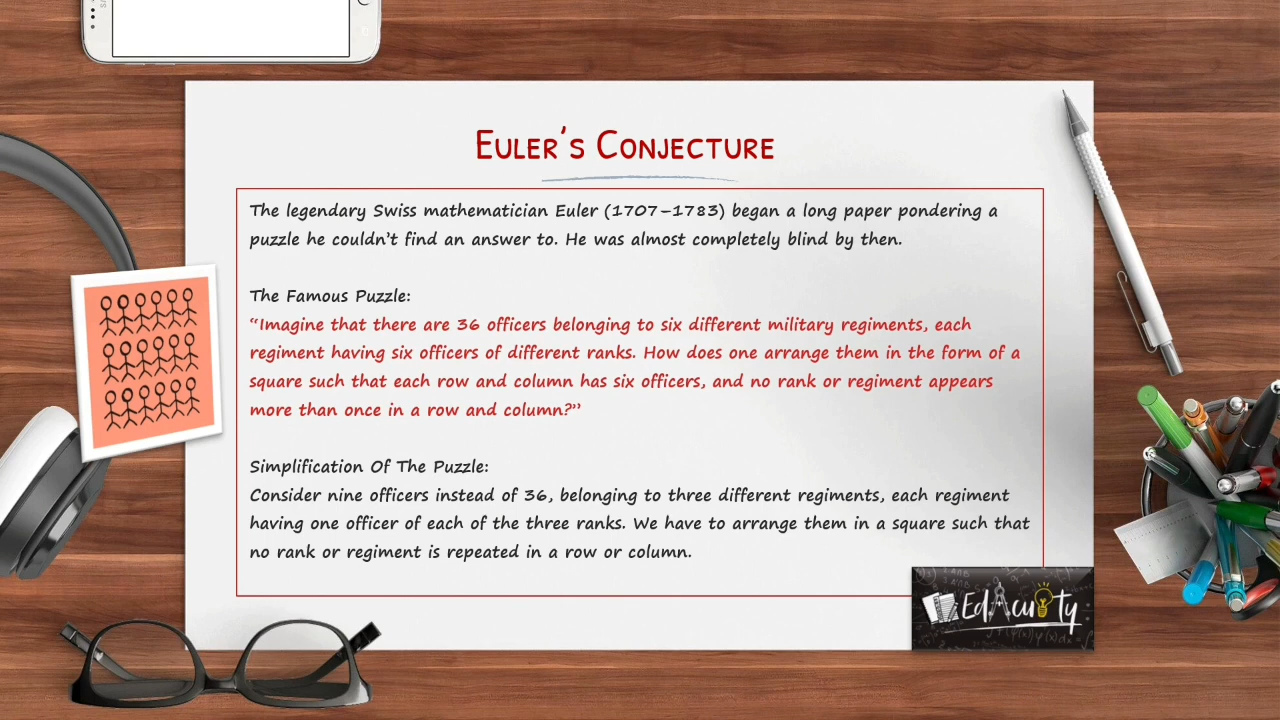 Euler's Conjecture
The legendary Swiss mathematician Euler (1707–1783) began a long paper pondering a
puzzle he couldn't find an answer to. He was almost completely blind by then.
The Famous Puzzle:
“Imagine that there are 36 officers belonging to six different military regiments, each
regiment having six officers of different ranks. How does one arrange them in the form of a
square such that each row and column has six officers, and no rank or regiment appears
more than once in a row and column?”
Simplification Of The Puzzle:
Consider nine officers instead of 36, belonging to three different regiments, each regiment
having one officer of each of the three ranks. We have to arrange them in a square such that
no rank or regiment is repeated in a row or column.
EdAcuity